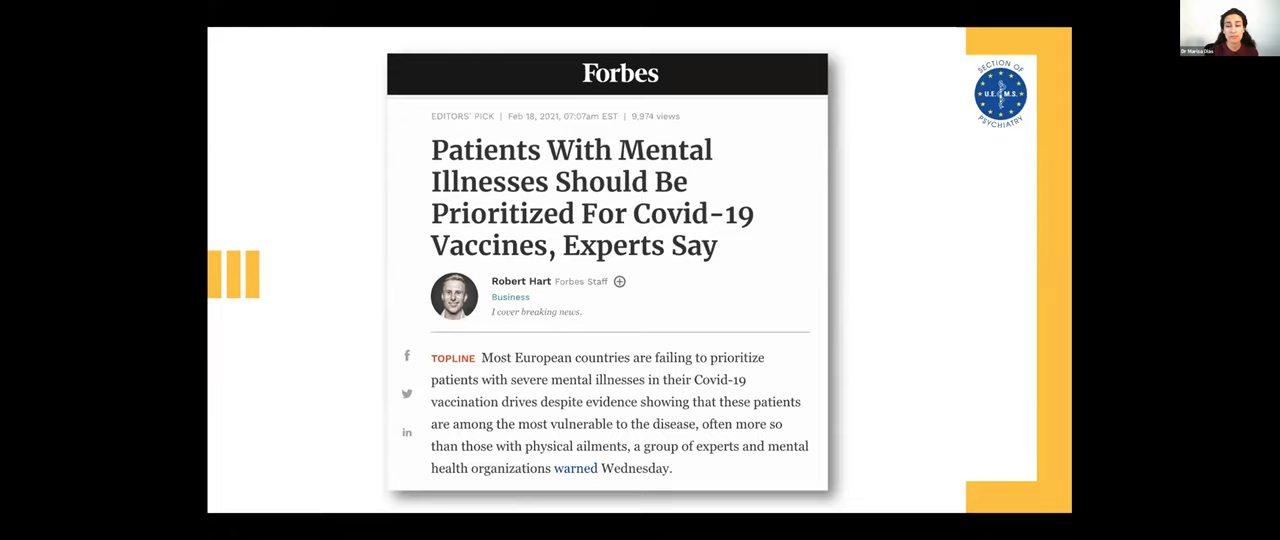 Forbes
EDITORS' PICK | Feb 18, 2021, 07:07am EST | 9,974 views
Patients With Mental
Illnesses Should Be
Prioritized For Covid-19
Vaccines, Experts Say
Robert Hart Forbes Staff
Business
I cover breaking news.
TOPLINE Most European countries are failing to prioritize
patients with severe mental illnesses in their Covid-19
vaccination drives despite evidence showing that these patients
are among the most vulnerable to the disease, often more so
than those with physical ailments, a group of experts and mental
health organizations warned Wednesday.
SECTION OF
U.E.M.S.
PSYCHIATRY
Dr Marisa Dias